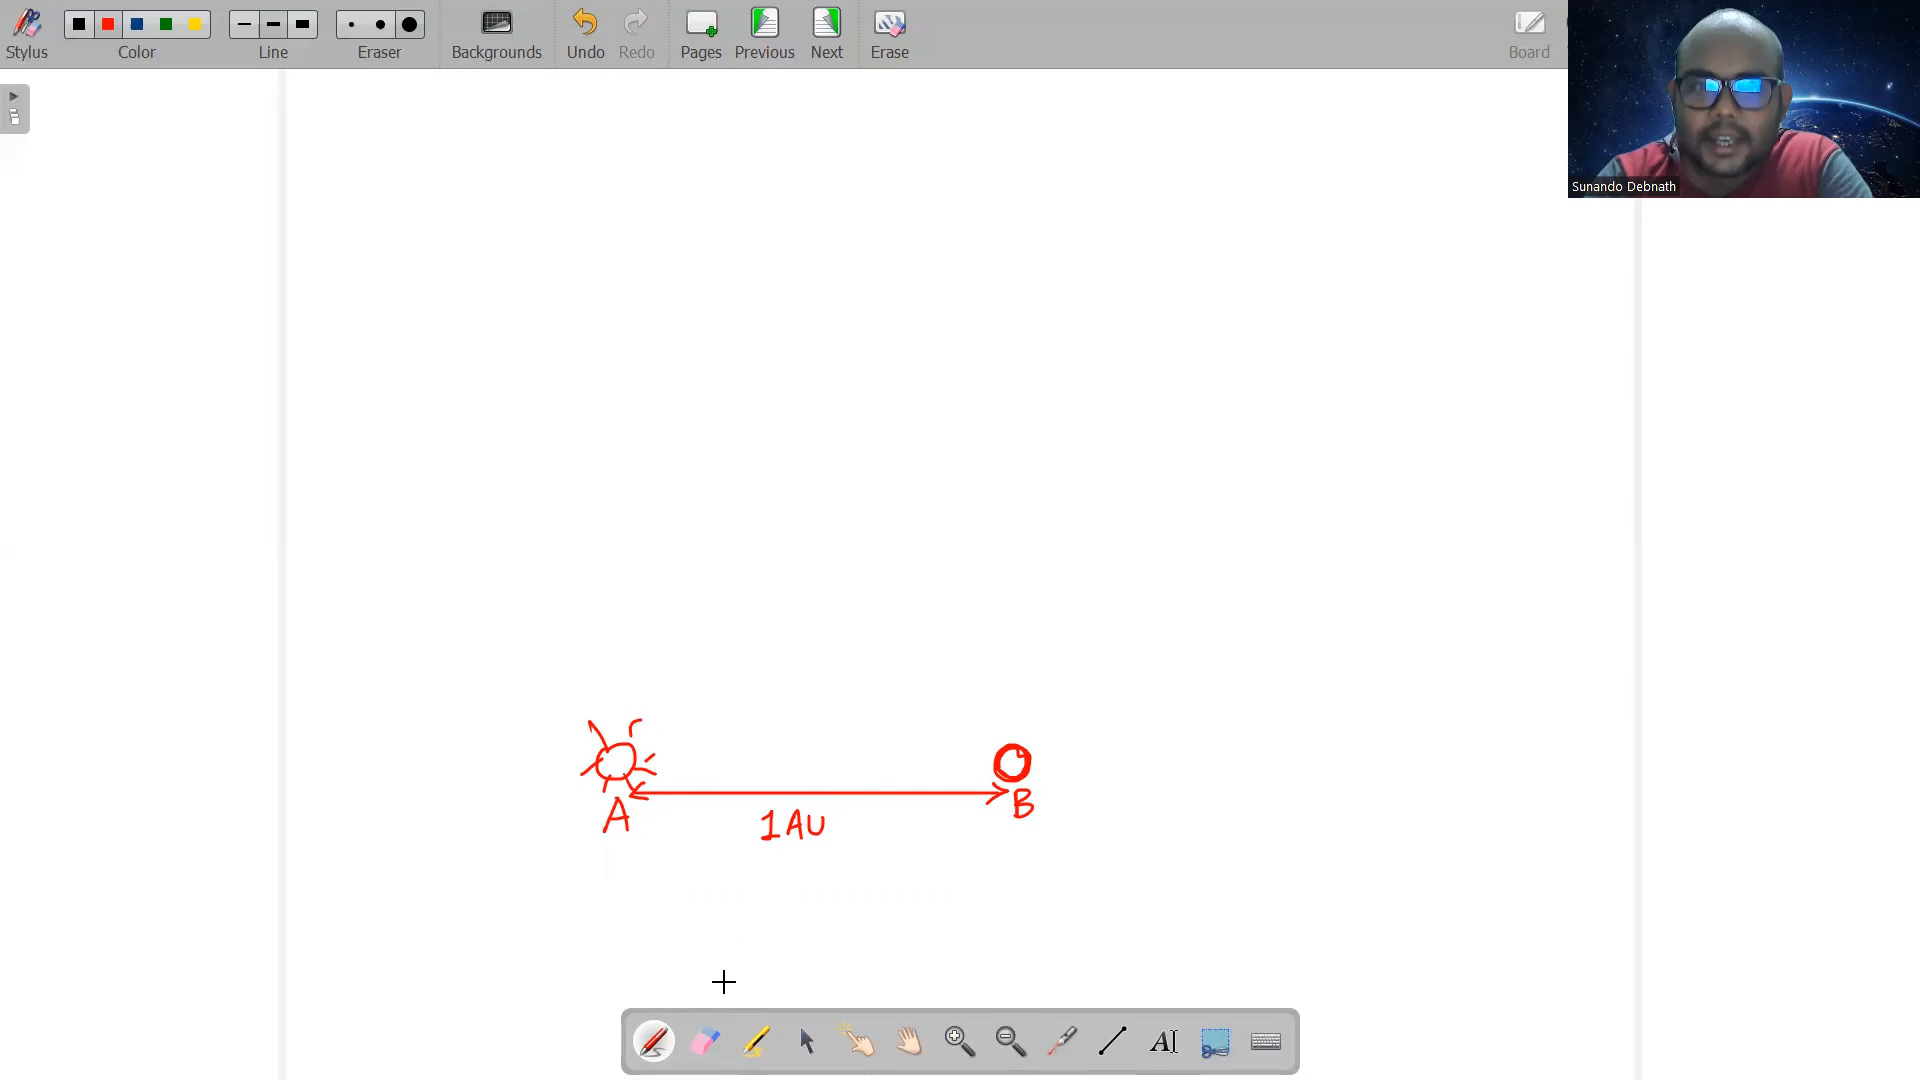 Stylus
Color
Line
Eraser
Backgrounds
Undo
Redo
Pages
Previous
Next
Erase
Board
Sunando Debnath
A
1AU
B